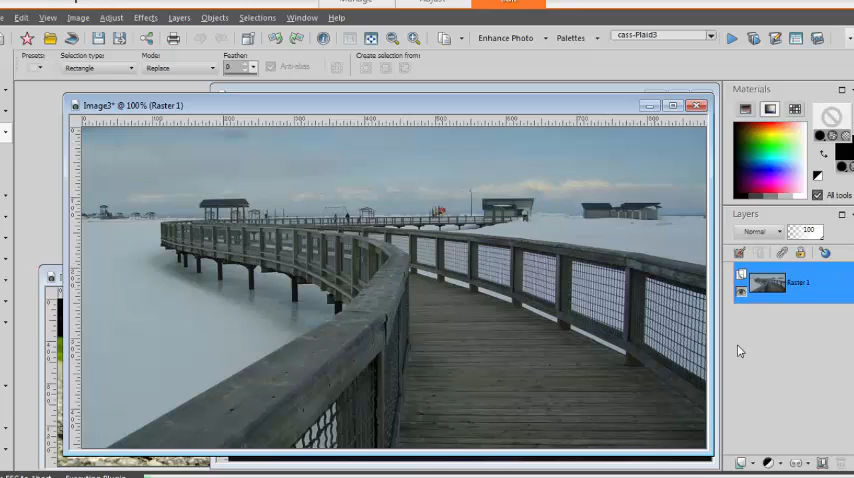 Edit View Image Adjust Effects Layers Objects Selections Window Help
Enhance Photo Palettes cass-Plaid3
Presets: Selection type: Mode: Feather: Create selection from:
Rectangle Replace 0 Anti-alias
Materials
Image3* @ 100% (Raster 1)
All tools
Layers
Normal 100
Raster 1